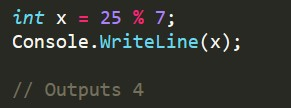 int x = 25 % 7;
Console.WriteLine(x);
// Outputs 4